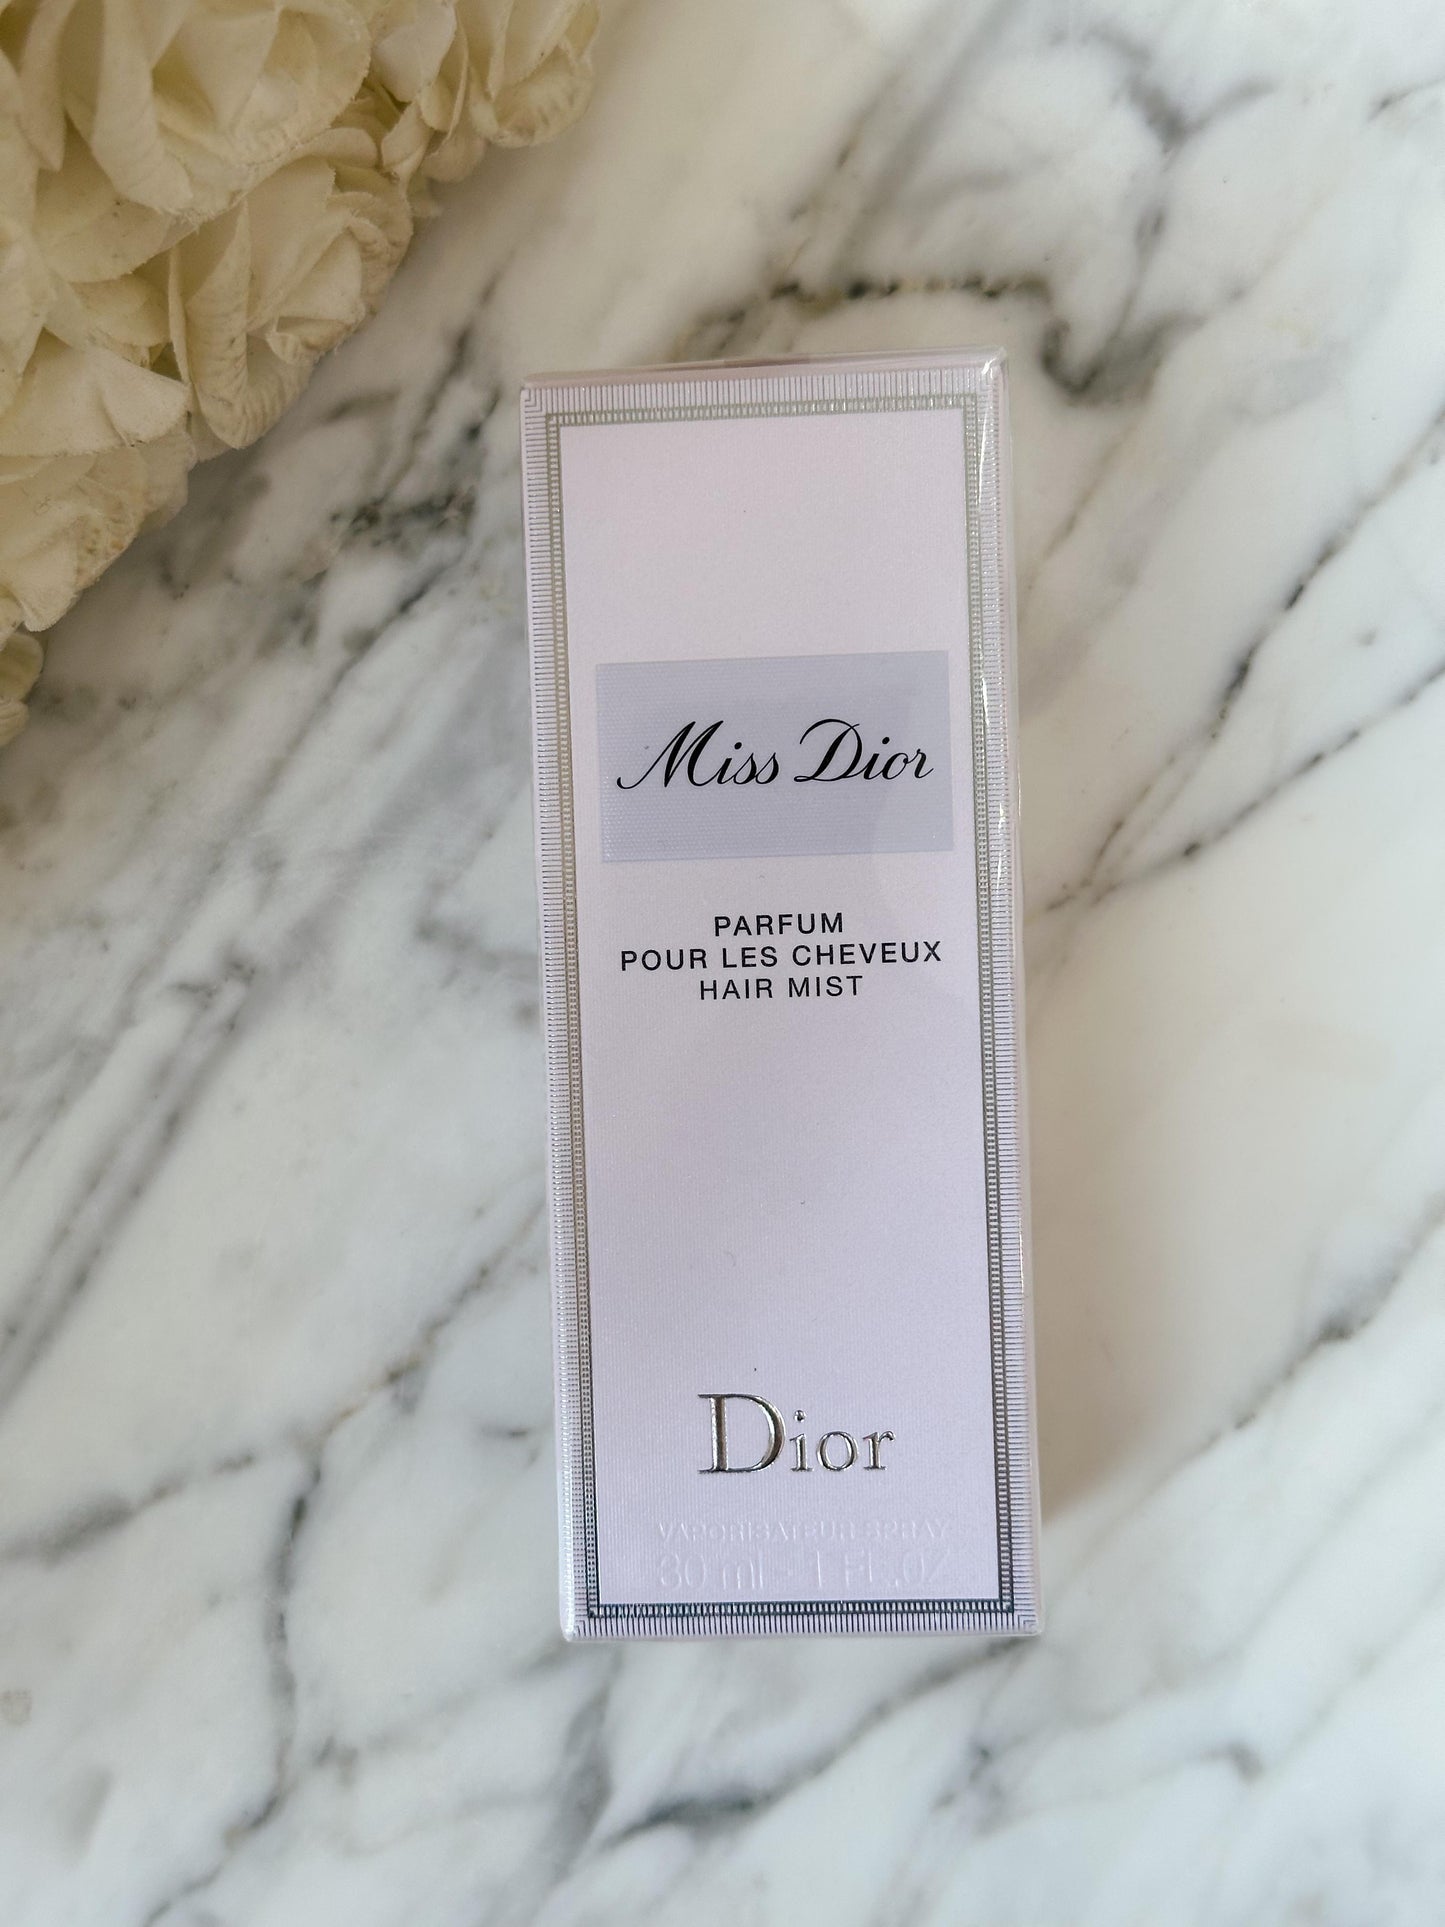 Miss Dior
PARFUM
POUR LES CHEVEUX
HAIR MIST
Dior
VAPORISATEUR SPRAY
30 ml - 1 FL.OZ